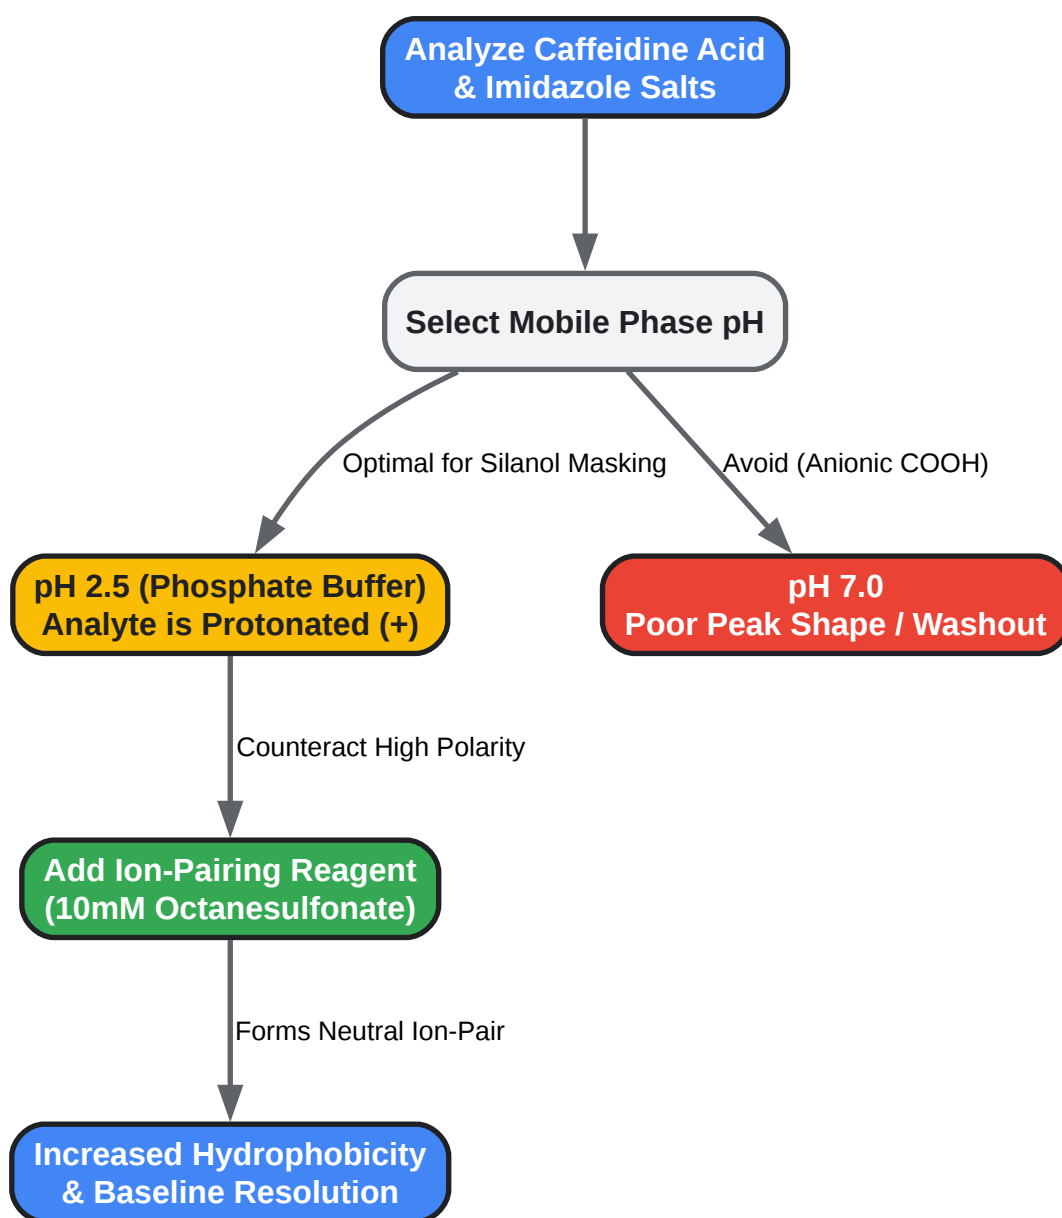 Analyze Caffeidine Acid
& Imidazole Salts
Select Mobile Phase pH
Optimal for Silanol Masking
Avoid (Anionic COOH)
pH 2.5 (Phosphate Buffer)
Analyte is Protonated (+)
pH 7.0
Poor Peak Shape / Washout
Counteract High Polarity
Add Ion-Pairing Reagent
(10mM Octanesulfonate)
Forms Neutral Ion-Pair
Increased Hydrophobicity
& Baseline Resolution